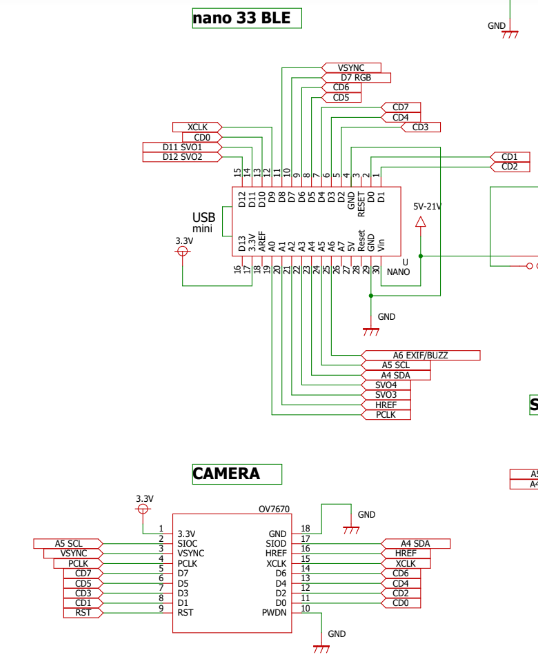 nano 33 BLE
GND
VSYNC
D7 RGB
CD6
CD5
CD7
CD4
CD3
XCLK
CD0
D11 SVO1
D12 SVO2
CD1
CD2
15 14 13 12 11 10 9 8 7 6 5 4 3 2 1
D12 D11 D10 D9 D8 D7 D6 D5 D4 D3 D2 GND RESET D0 D1
USB
mini
5V-21V
3.3V
D13 3.3V AREF A0 A1 A2 A3 A4 A5 A6 A7 5V Reset GND Vin
U
NANO
16 17 18 19 20 21 22 23 24 25 26 27 28 29 30
GND
A6 EXIF/BUZZ
A5 SCL
A4 SDA
SVO4
SVO3
HREF
PCLK
S
CAMERA
A5
A4
3.3V
OV7670
GND
1 3.3V GND 18
A5 SCL 2 SIOC SIOD 17 A4 SDA
VSYNC 3 VSYNC HREF 16 HREF
PCLK 4 PCLK XCLK 15 XCLK
CD7 5 D7 D6 14 CD6
CD5 6 D5 D4 13 CD4
CD3 7 D3 D2 12 CD2
CD1 8 D1 D0 11 CD0
RST 9 RST PWDN 10
GND